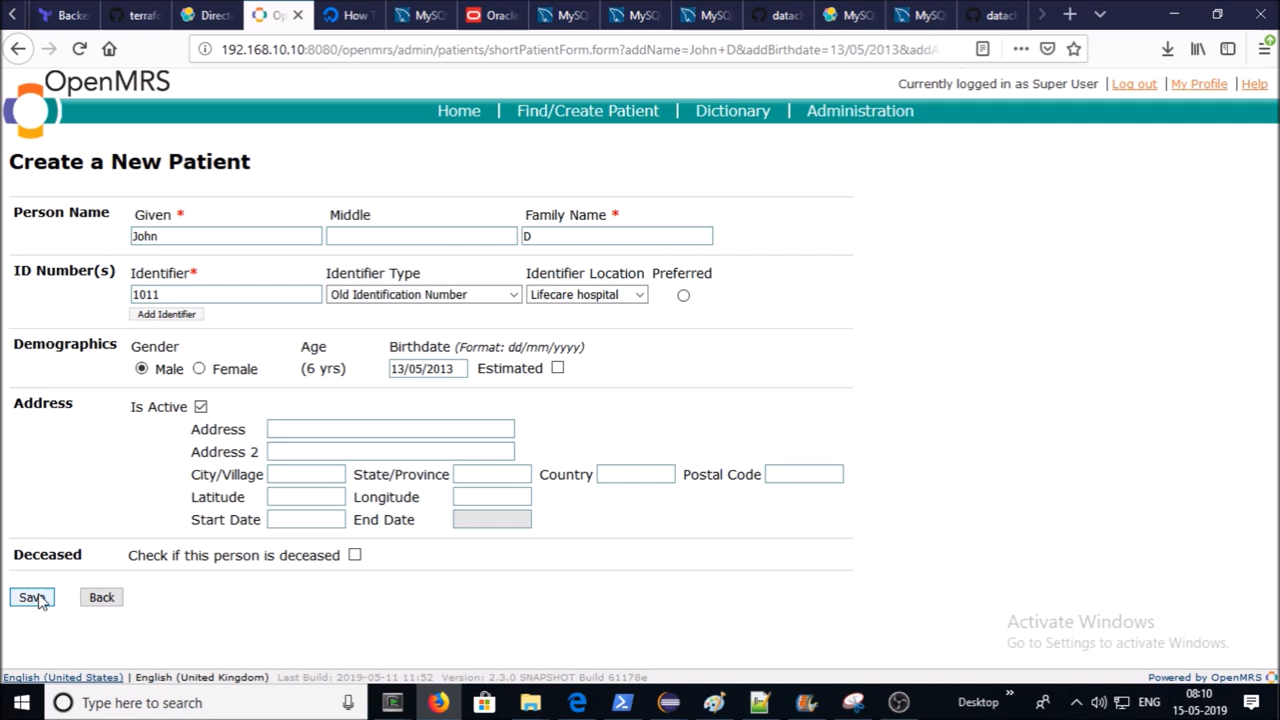 Backe
terrafo
Direct
Op
How T
MySQ
Oracle
MySQ
MySQ
MySQ
datacl
MySQ
MySQ
datacl
192.168.10.10:8080/openmrs/admin/patients/shortPatientForm.form?addName=John+D&addBirthdate=13/05/2013&addA
OpenMRS
Currently logged in as Super User | Log out | My Profile | Help
Home | Find/Create Patient | Dictionary | Administration
Create a New Patient
Person Name Given * Middle Family Name *
John D
ID Number(s) Identifier* Identifier Type Identifier Location Preferred
1011 Old Identification Number Lifecare hospital
Add Identifier
Demographics Gender Age Birthdate (Format: dd/mm/yyyy)
Male Female (6 yrs) 13/05/2013 Estimated
Address Is Active
Address
Address 2
City/Village State/Province Country Postal Code
Latitude Longitude
Start Date End Date
Deceased Check if this person is deceased
Save Back
Activate Windows
Go to Settings to activate Windows.
English (United States) | English (United Kingdom) Last Build: 2019-05-11 11:52 Version: 2.3.0 SNAPSHOT Build 61178e Powered by OpenMRS
Type here to search Desktop ENG 08:10
15-05-2019